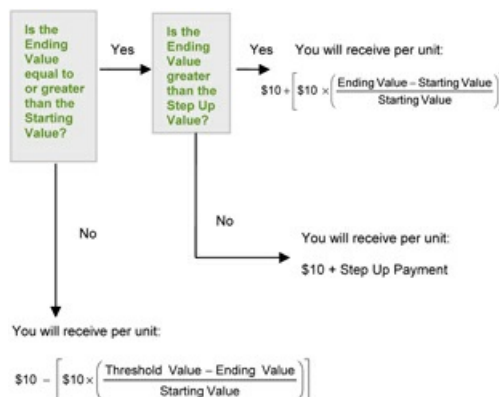 Is the
Ending
Value
equal to
or greater
than the
Starting
Value?
Yes
Is the
Ending
Value
greater
than the
Step Up
Value?
Yes
You will receive per unit:
$10 + [ $10 × ( Ending Value – Starting Value
Starting Value )
No
No
You will receive per unit:
$10 + Step Up Payment
You will receive per unit:
$10 – [ $10 × ( Threshold Value – Ending Value
Starting Value ) ]